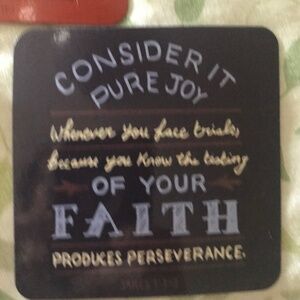 CONSIDER IT
PURE JOY
Whenever you face trials,
because you know the testing
OF YOUR
FAITH
PRODUCES PERSEVERANCE.